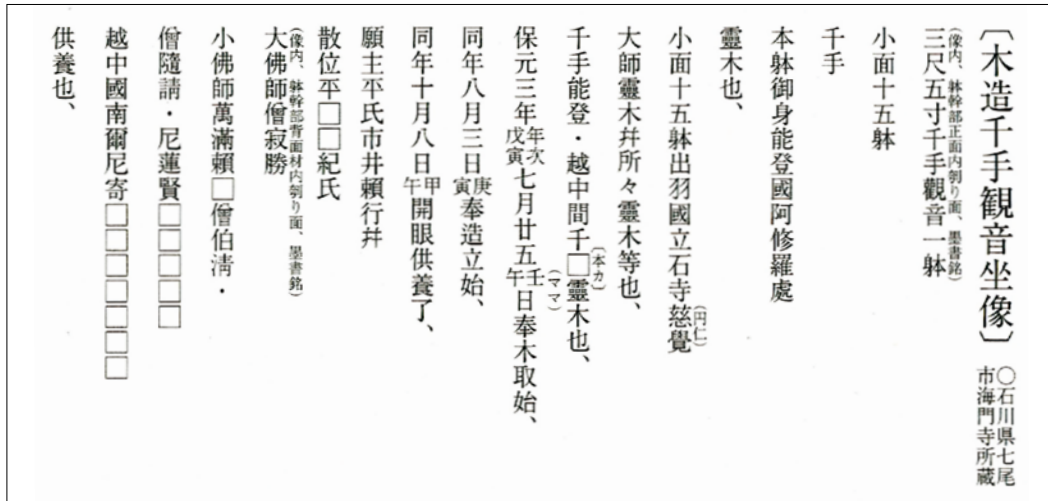 〔木造千手観音坐像〕 〇石川県七尾市海門寺所蔵
(像内、躰幹部正面内刳り面、墨書銘)
三尺五寸千手觀音一躰
小面十五躰
千手
本躰御身能登國阿修羅處
靈木也、
小面十五躰出羽國立石寺慈覺(円仁)
大師靈木幷所々靈木等也、
千手能登・越中間千□(本カ)靈木也、
保元三年戊寅年次七月廿五壬午(ママ)日奉木取始、
同年八月三日庚寅奉造立始、
同年十月八日甲午開眼供養了、
願主平氏市井賴行幷
散位平□□紀氏
(像内、躰幹部背面材内刳り面、墨書銘)
大佛師僧寂勝
小佛師萬滿賴□僧伯淸・
僧隨請・尼蓮賢□□□□□
越中國南爾尼寄□□□□□□□
供養也、